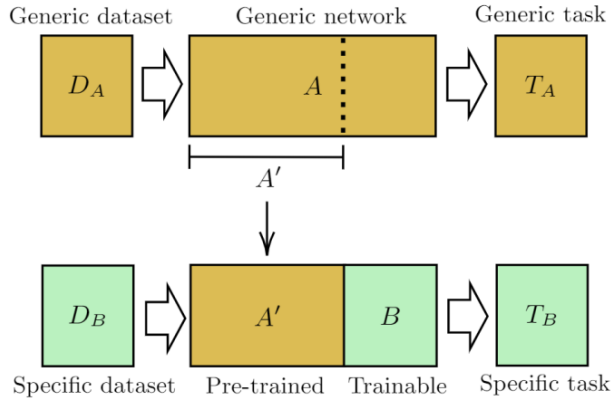 Generic dataset Generic network Generic task
D_A A T_A
A′
D_B A′ B T_B
Specific dataset Pre-trained Trainable Specific task